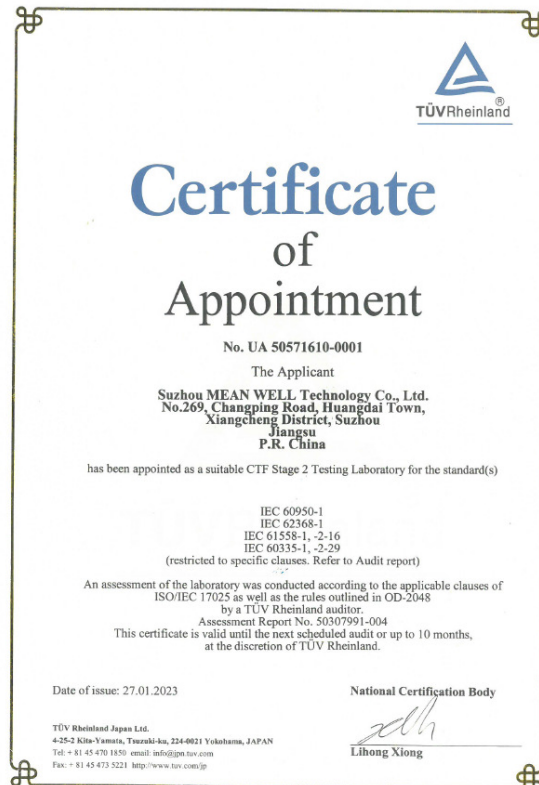 TÜVRheinland®
Certificate
of
Appointment
No. UA 50571610-0001
The Applicant
Suzhou MEAN WELL Technology Co., Ltd.
No.269, Changping Road, Huangdai Town,
Xiangcheng District, Suzhou
Jiangsu
P.R. China
has been appointed as a suitable CTF Stage 2 Testing Laboratory for the standard(s)
IEC 60950-1
IEC 62368-1
IEC 61558-1, -2-16
IEC 60335-1, -2-29
(restricted to specific clauses. Refer to Audit report)
An assessment of the laboratory was conducted according to the applicable clauses of
ISO/IEC 17025 as well as the rules outlined in OD-2048
by a TÜV Rheinland auditor.
Assessment Report No. 50307991-004
This certificate is valid until the next scheduled audit or up to 10 months,
at the discretion of TÜV Rheinland.
Date of issue: 27.01.2023
National Certification Body
TÜV Rheinland Japan Ltd.
4-25-2 Kita-Yamata, Tsuzuki-ku, 224-0021 Yokohama, JAPAN
Tel: + 81 45 470 1850 email: info@jpn.tuv.com
Fax: + 81 45 473 5221 http://www.tuv.com/jp
Lihong Xiong